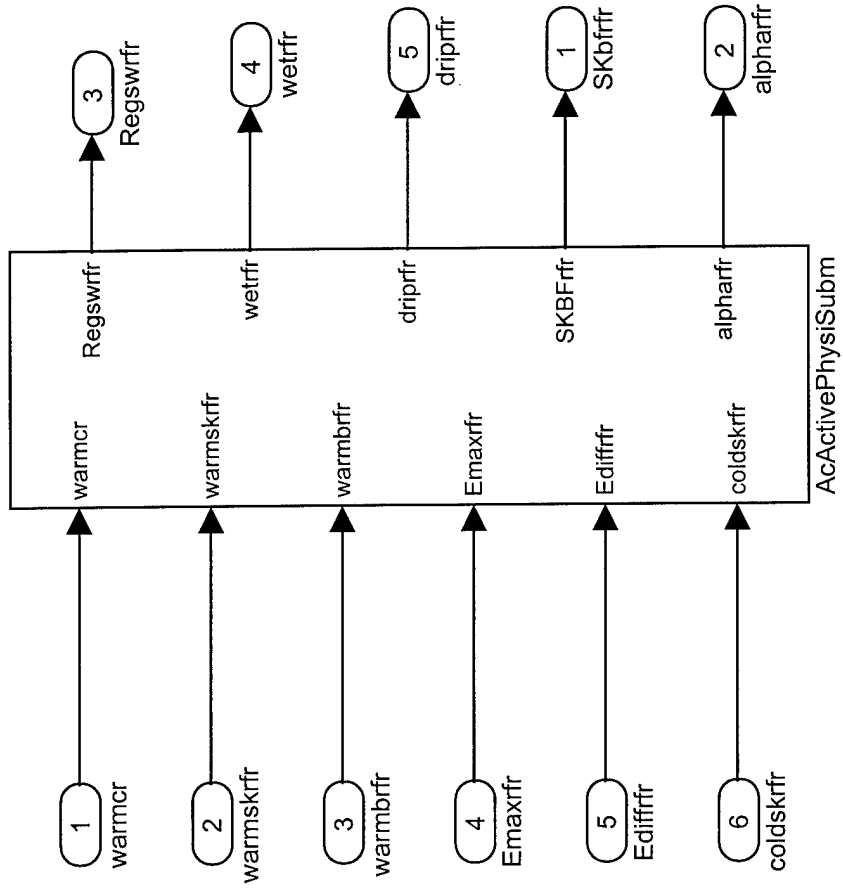 1
warmcr
2
warmskrfr
3
warmbrfr
4
Emaxrfr
5
Ediffrfr
6
coldskrfr
warmcr
warmskrfr
warmbrfr
Emaxrfr
Ediffrfr
coldskrfr
Regswrfr
wetrfr
driprfr
SKBFrfr
alpharfr
AcActivePhysiSubm
3
Regswrfr
4
wetrfr
5
driprfr
1
SKbfrfr
2
alpharfr